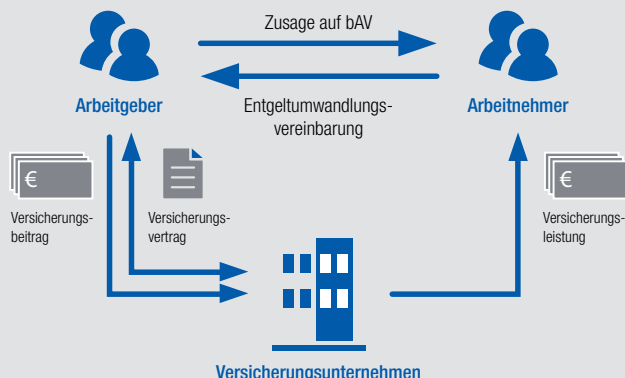 Zusage auf bAV
Arbeitgeber
Entgeltumwandlungs-
vereinbarung
Arbeitnehmer
€
Versicherungs-
beitrag
Versicherungs-
vertrag
€
Versicherungs-
leistung
Versicherungsunternehmen